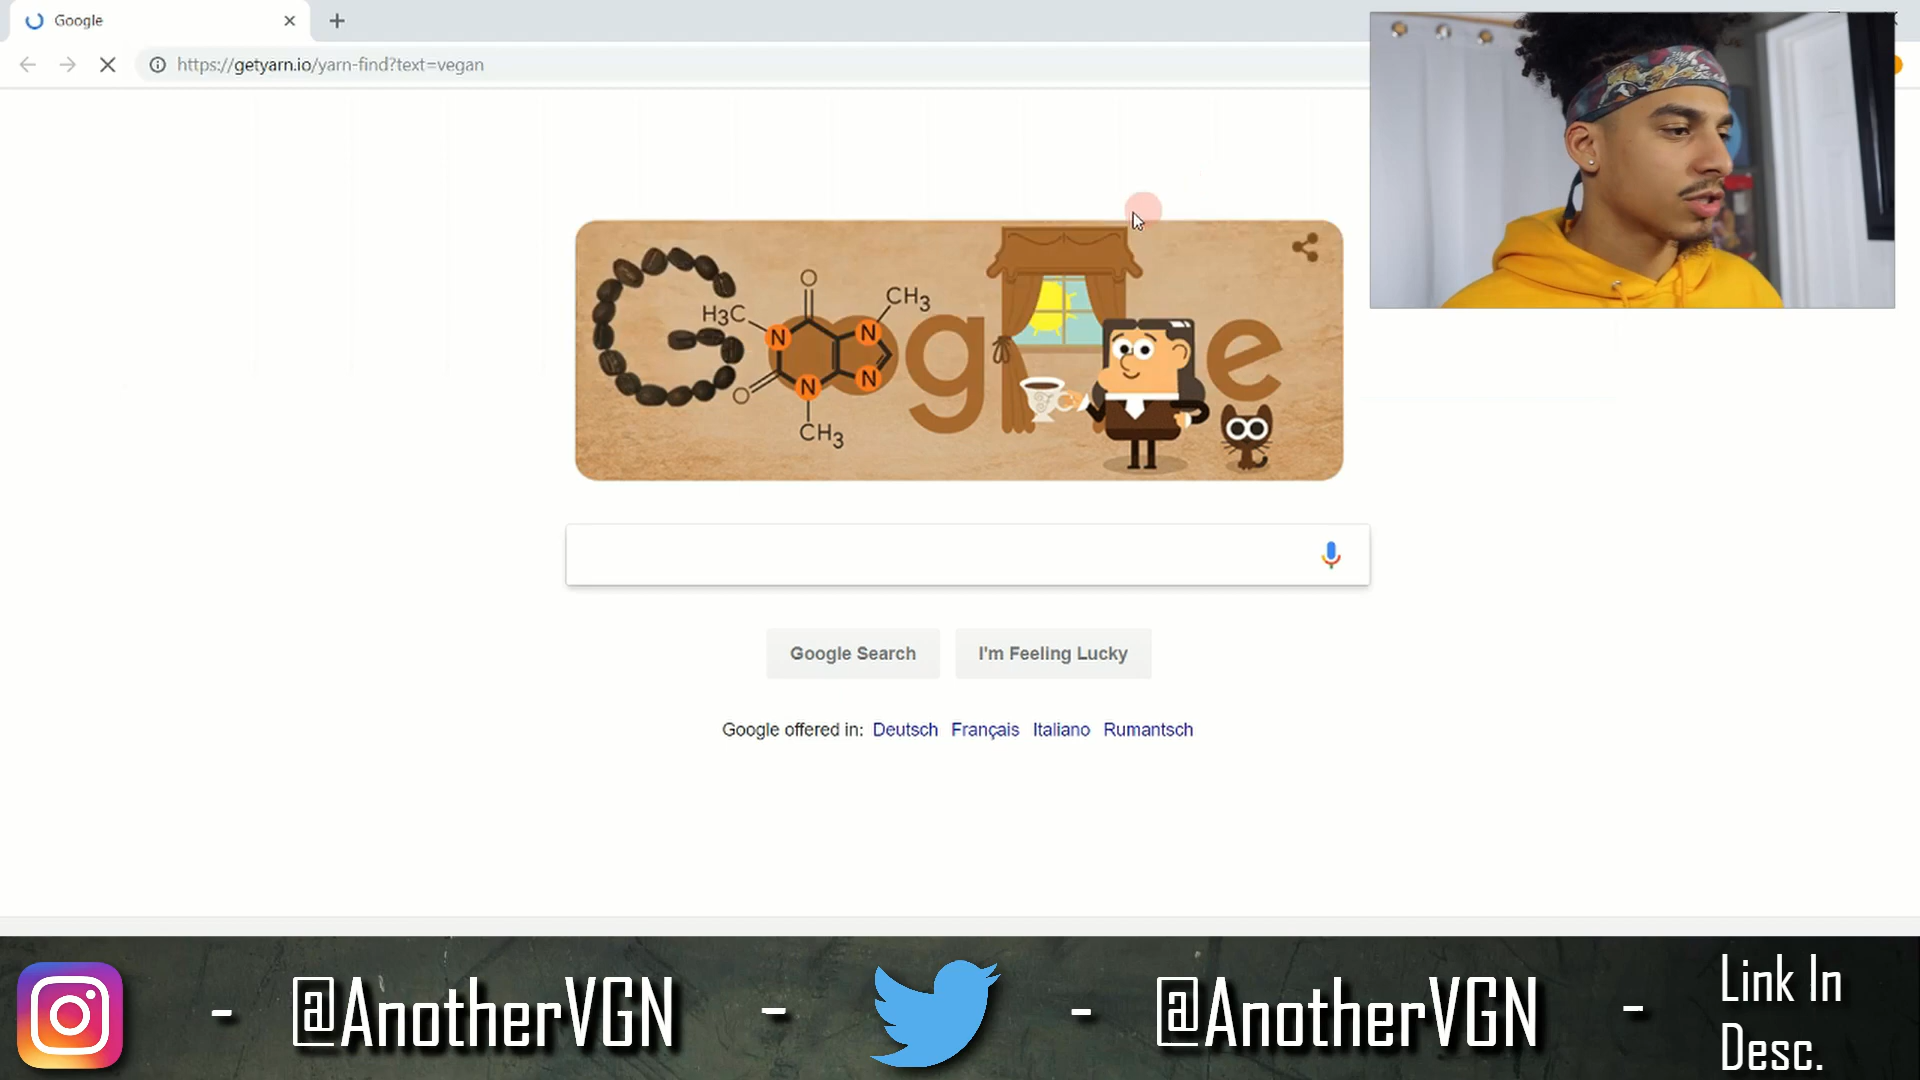 Google
https://getyarn.io/yarn-find?text=vegan
H3C
O
CH3
N
N
N
N
O
CH3
g
e
Google Search
I'm Feeling Lucky
Google offered in: Deutsch Français Italiano Rumantsch
- @AnotherVGN - - @AnotherVGN - Link In
Desc.